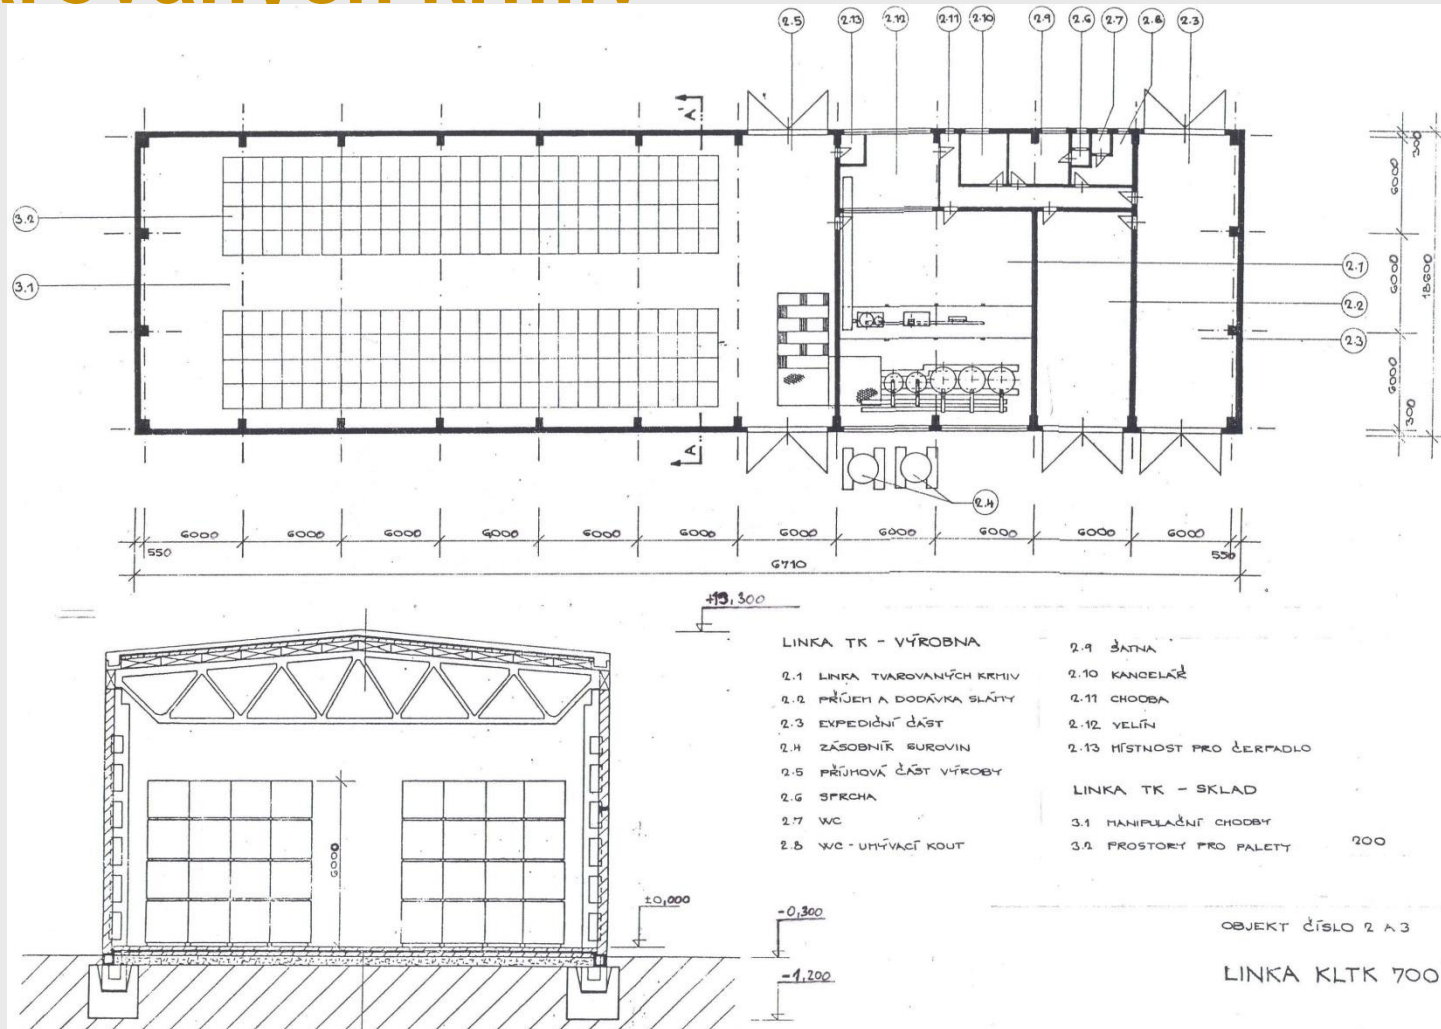 2.5 2.13 2.12 2.11 2.10 2.9 2.6 2.7 2.8 2.3
A'
3.2
3.1
2.1
2.2
2.3
300
6000
6000
6000
300
18600
A
2.4
6000 6000 6000 6000 6000 6000 6000 6000 6000 6000 6000
550 550
6710
+13,300
6000
±0,000
-0,300
-1,200
LINKA TK - VÝROBNA
2.1 LINKA TVAROVANÝCH KRMIV
2.2 PŘÍJEM A DODÁVKA SLÁMY
2.3 EXPEDIČNÍ ČÁST
2.4 ZÁSOBNÍK SUROVIN
2.5 PŘÍJMOVÁ ČÁST VÝROBY
2.6 SPRCHA
2.7 WC
2.8 WC - UMÝVACÍ KOUT
2.9 ŠATNA
2.10 KANCELÁŘ
2.11 CHODBA
2.12 VELÍN
2.13 MÍSTNOST PRO ČERPADLO
LINKA TK - SKLAD
3.1 MANIPULAČNÍ CHODBY
3.2 PROSTORY PRO PALETY 200
OBJEKT ČÍSLO 2 A 3
LINKA KLTK 700